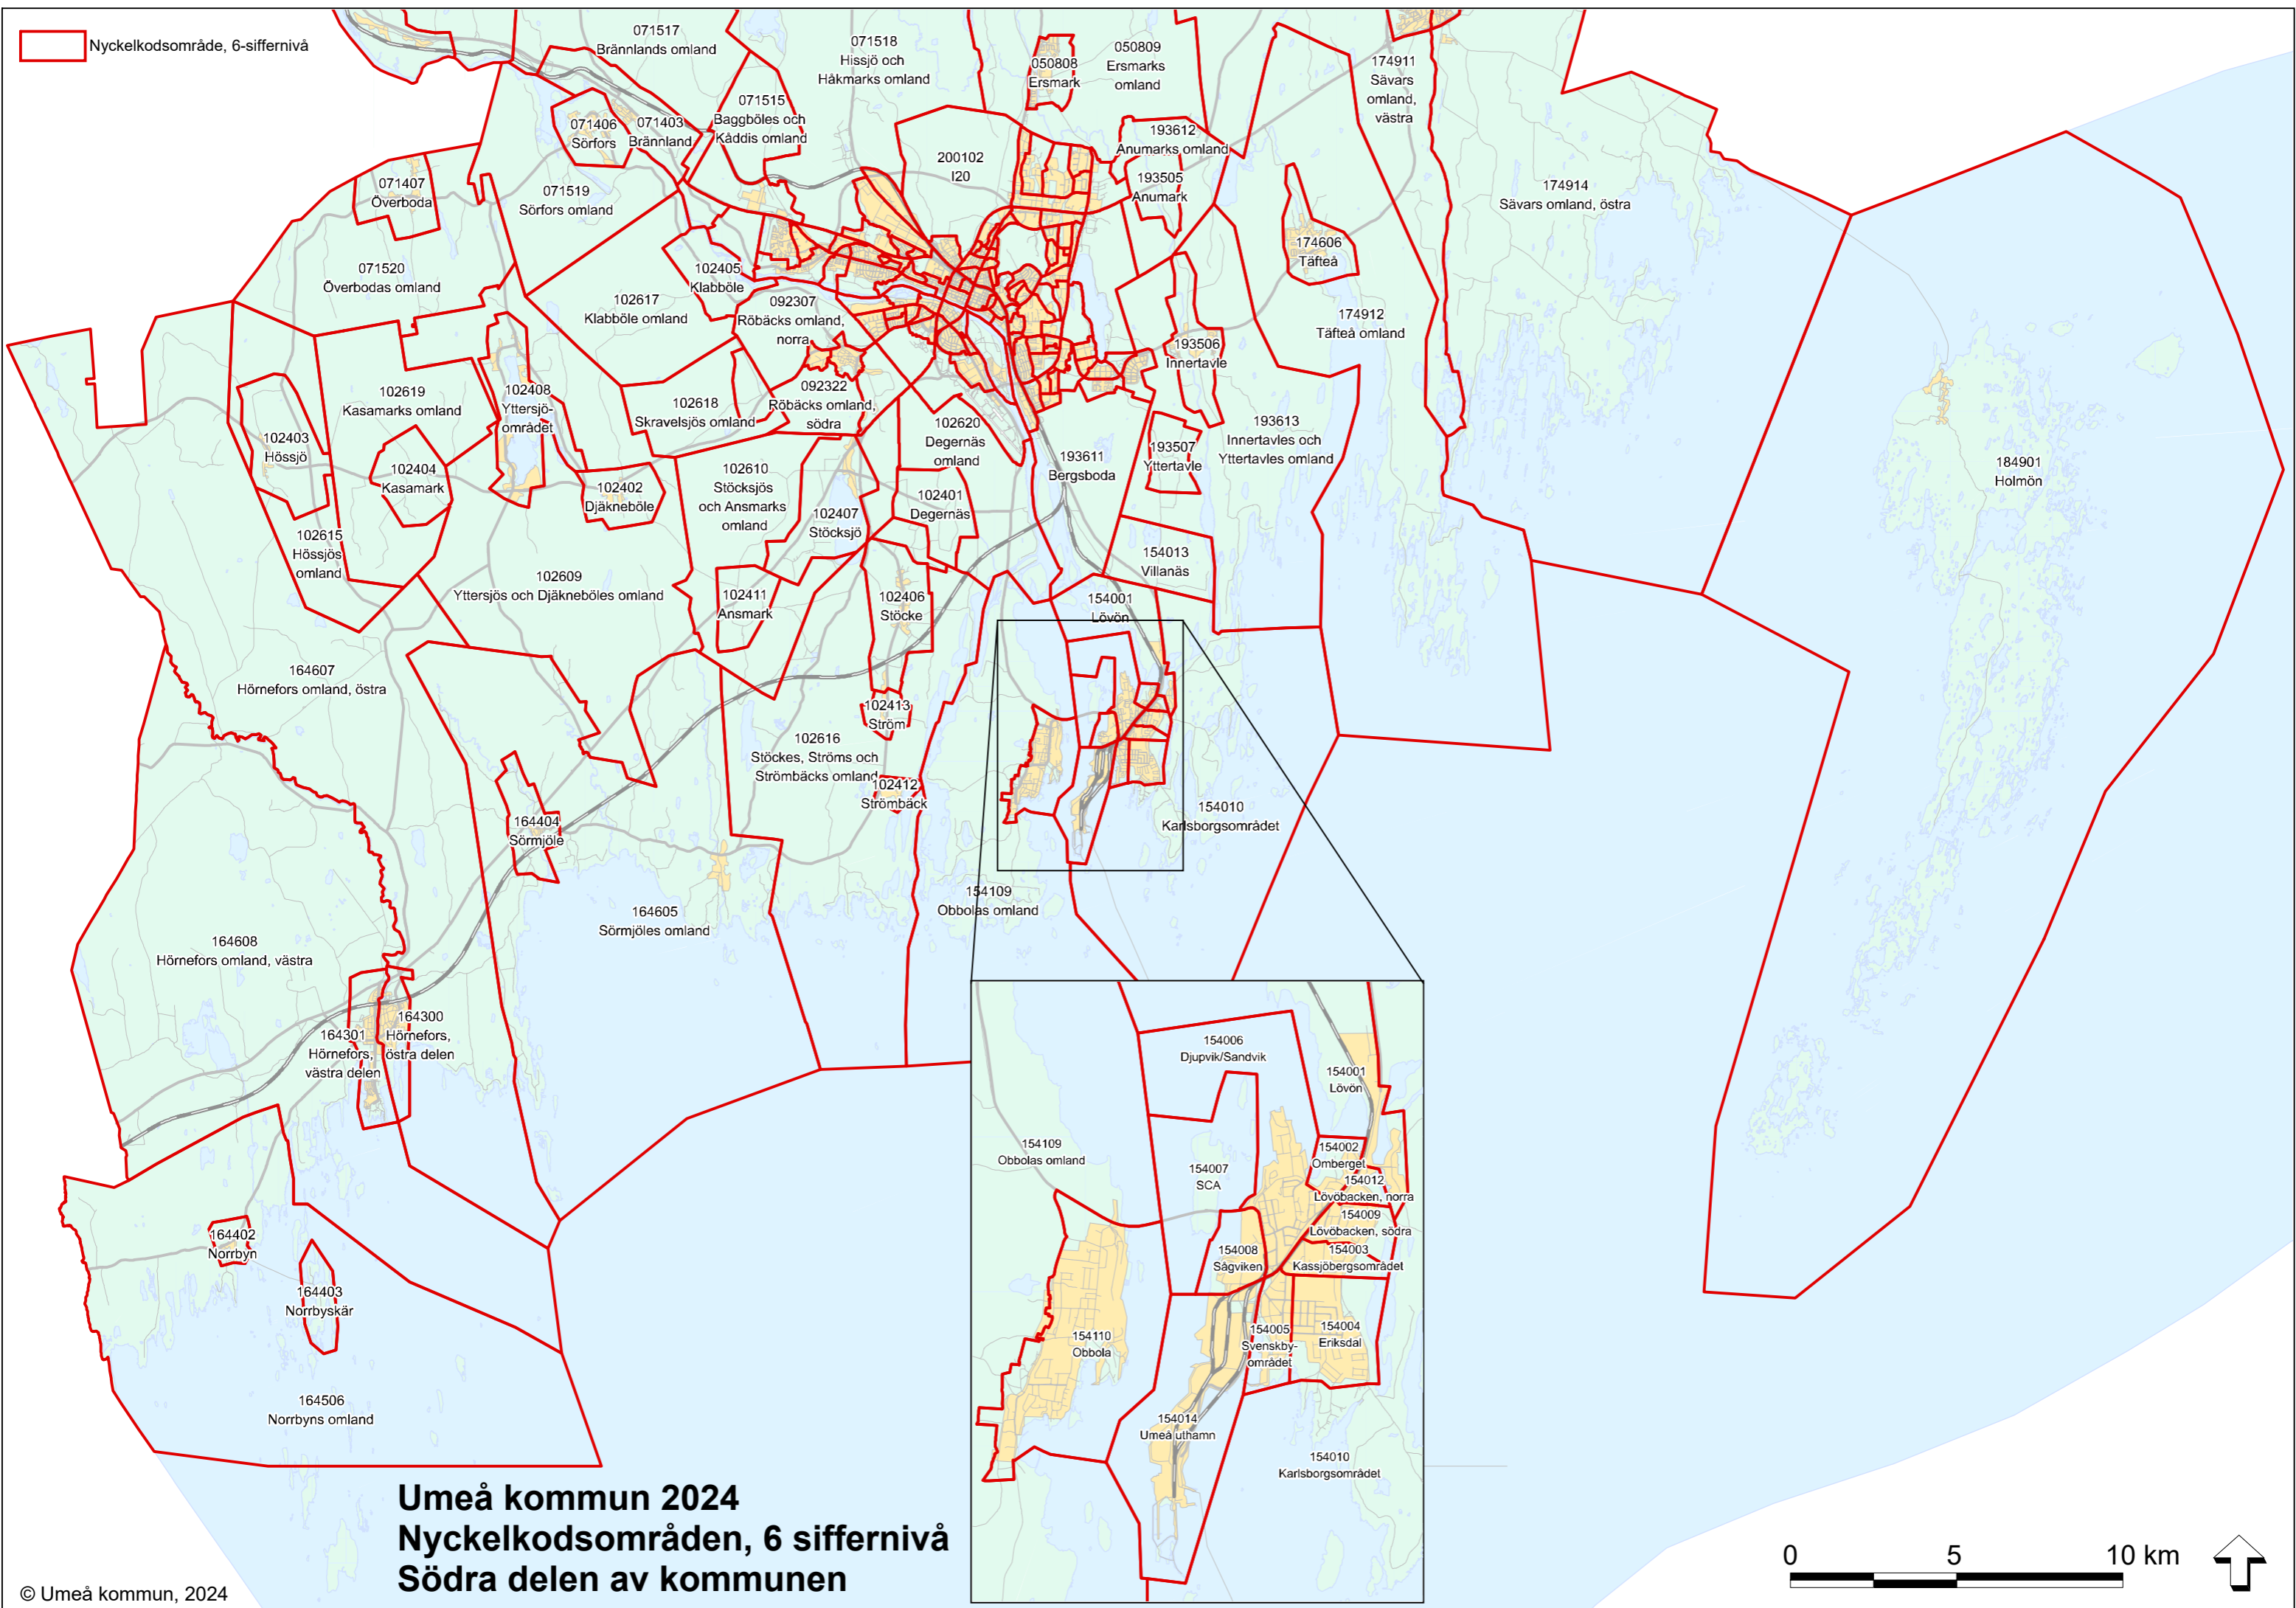 Nyckelkodsområde, 6-siffernivå
071517
Brännlands omland
071518
Hissjö och
Håkmarks omland
050808
Ersmark
050809
Ersmarks
omland
174911
Sävars
omland,
västra
071515
Baggböles och
Kåddis omland
071406
Sörfors
071403
Brännland
193612
Anumarks omland
200102
I20
193505
Anumark
071407
Överboda
071519
Sörfors omland
174914
Sävars omland, östra
174606
Täfteå
071520
Överbodas omland
102405
Klabböle
102617
Klabböle omland
092307
Röbäcks omland,
norra
174912
Täfteå omland
193506
Innertavle
102619
Kasamarks omland
102408
Yttersjö-
området
102618
Skravelsjös omland
092322
Röbäcks omland,
södra
102620
Degernäs
omland
193613
Innertavles och
Yttertavles omland
102403
Hössjö
102404
Kasamark
102402
Djäkneböle
102610
Stöcksjös
och Ansmarks
omland
193611
Bergsboda
193507
Yttertavle
184901
Holmön
102401
Degernäs
102407
Stöcksjö
102615
Hössjös
omland
154013
Villanäs
102609
Yttersjös och Djäkneböles omland
102411
Ansmark
102406
Stöcke
154001
Lövön
164607
Hörnefors omland, östra
102413
Ström
102616
Stöckes, Ströms och
Strömbäcks omland
102412
Strömbäck
164404
Sörmjöle
154010
Karlsborgsområdet
154109
Obbolas omland
164605
Sörmjöles omland
164608
Hörnefors omland, västra
164300
Hörnefors,
östra delen
164301
Hörnefors,
västra delen
154006
Djupvik/Sandvik
154001
Lövön
154109
Obbolas omland
154007
SCA
154002
Omberget
154012
Lövöbacken, norra
154009
Lövöbacken, södra
154008
Sågviken
154003
Kassjöbergsområdet
164402
Norrbyn
164403
Norrbyskär
154110
Obbola
154005
Svenskby-
området
154004
Eriksdal
164506
Norrbyns omland
154014
Umeå uthamn
154010
Karlsborgsområdet
Umeå kommun 2024
Nyckelkodsområden, 6 siffernivå
Södra delen av kommunen
0 5 10 km
© Umeå kommun, 2024